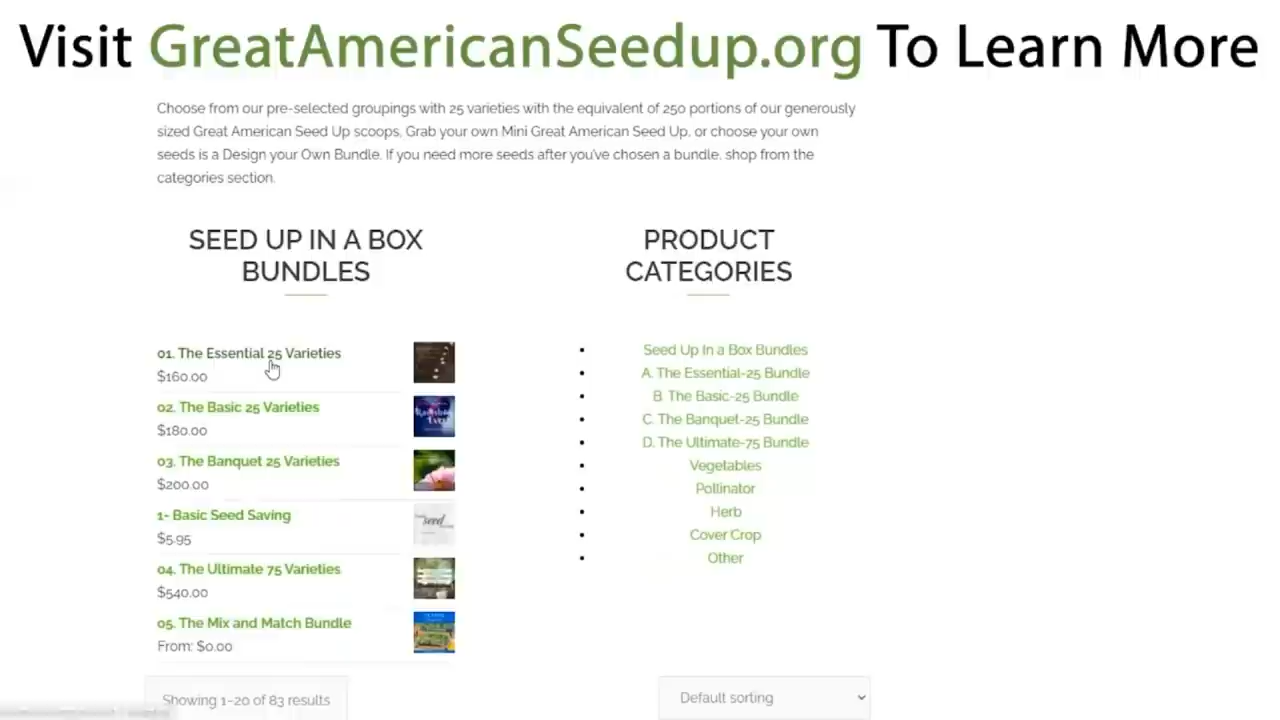 Visit GreatAmericanSeedup.org To Learn More
Choose from our pre-selected groupings with 25 varieties with the equivalent of 250 portions of our generously
sized Great American Seed Up scoops, Grab your own Mini Great American Seed Up, or choose your own
seeds is a Design your Own Bundle. If you need more seeds after you've chosen a bundle, shop from the
categories section.
SEED UP IN A BOX
BUNDLES
01. The Essential 25 Varieties
$160.00
02. The Basic 25 Varieties
$180.00
03. The Banquet 25 Varieties
$200.00
1- Basic Seed Saving
$5.95
04. The Ultimate 75 Varieties
$540.00
05. The Mix and Match Bundle
From: $0.00
Showing 1–20 of 83 results
PRODUCT
CATEGORIES
Seed Up In a Box Bundles
A. The Essential-25 Bundle
B. The Basic-25 Bundle
C. The Banquet-25 Bundle
D. The Ultimate-75 Bundle
Vegetables
Pollinator
Herb
Cover Crop
Other
Default sorting